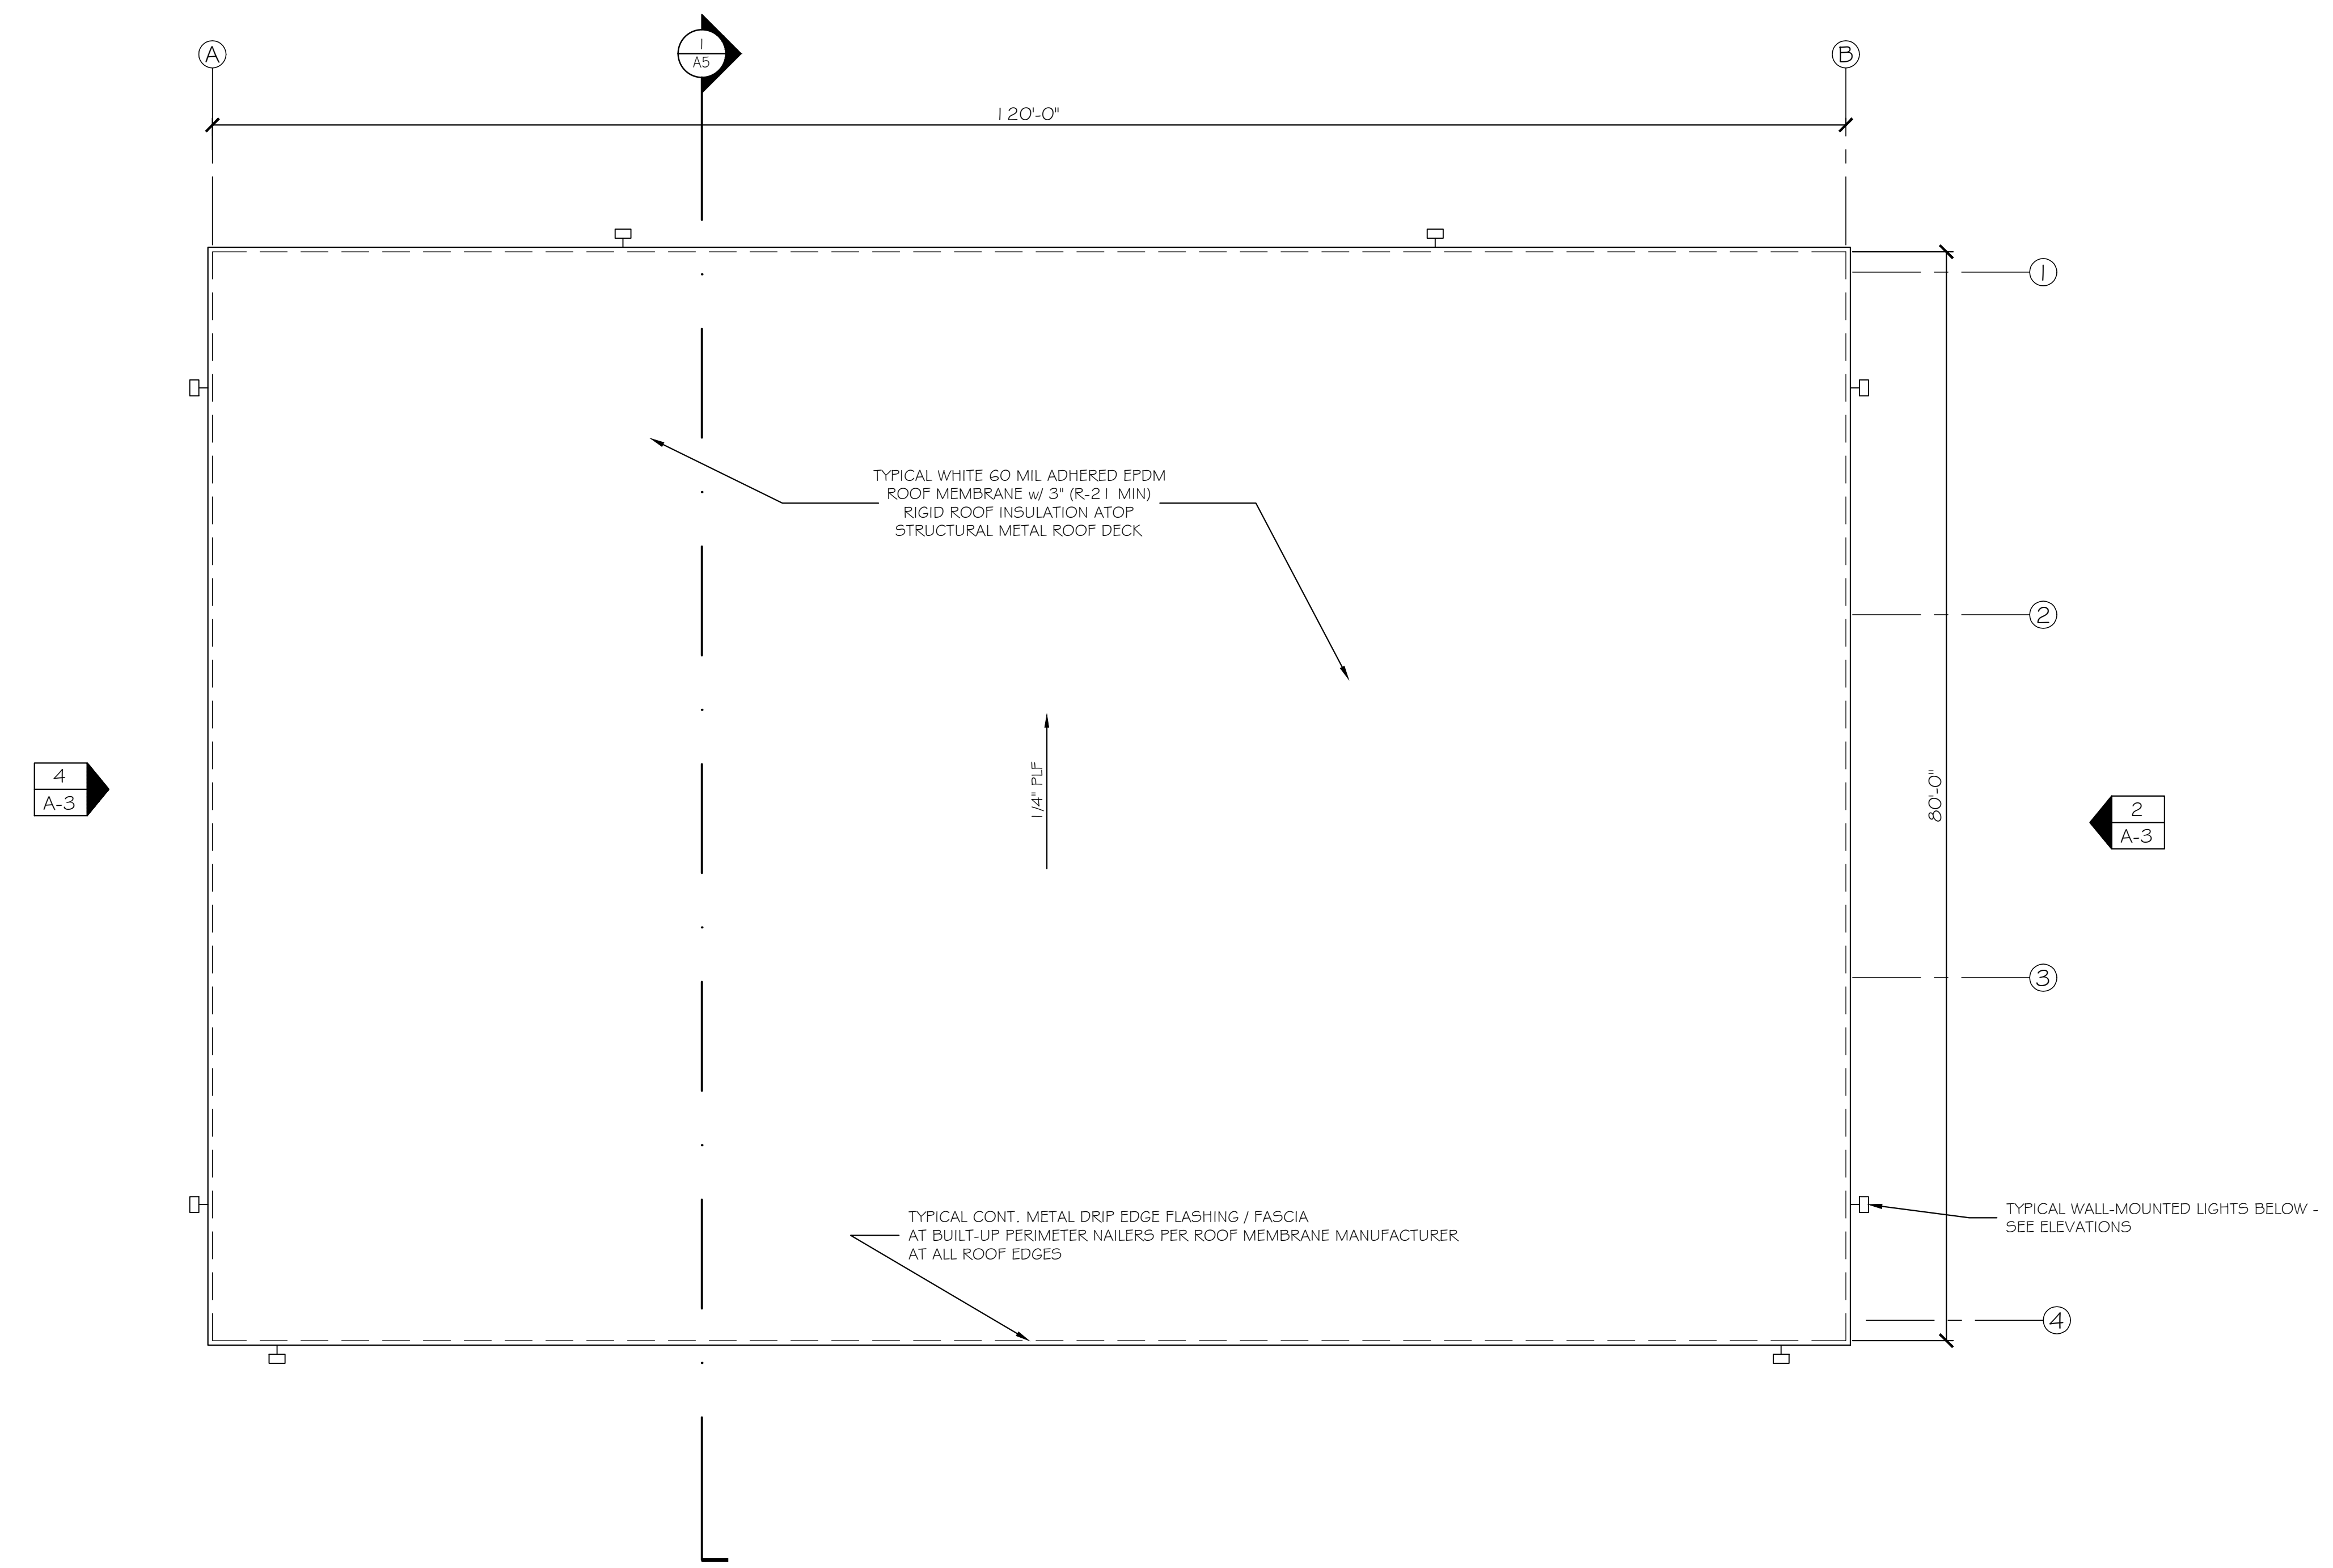 1
A5
A
B
120'-0"
1
TYPICAL WHITE 60 MIL ADHERED EPDM
ROOF MEMBRANE w/ 3" (R-21 MIN)
RIGID ROOF INSULATION ATOP
STRUCTURAL METAL ROOF DECK
2
1/4" PLF
80'-0"
4
A-3
2
A-3
3
TYPICAL CONT. METAL DRIP EDGE FLASHING / FASCIA
AT BUILT-UP PERIMETER NAILERS PER ROOF MEMBRANE MANUFACTURER
AT ALL ROOF EDGES
TYPICAL WALL-MOUNTED LIGHTS BELOW -
SEE ELEVATIONS
4